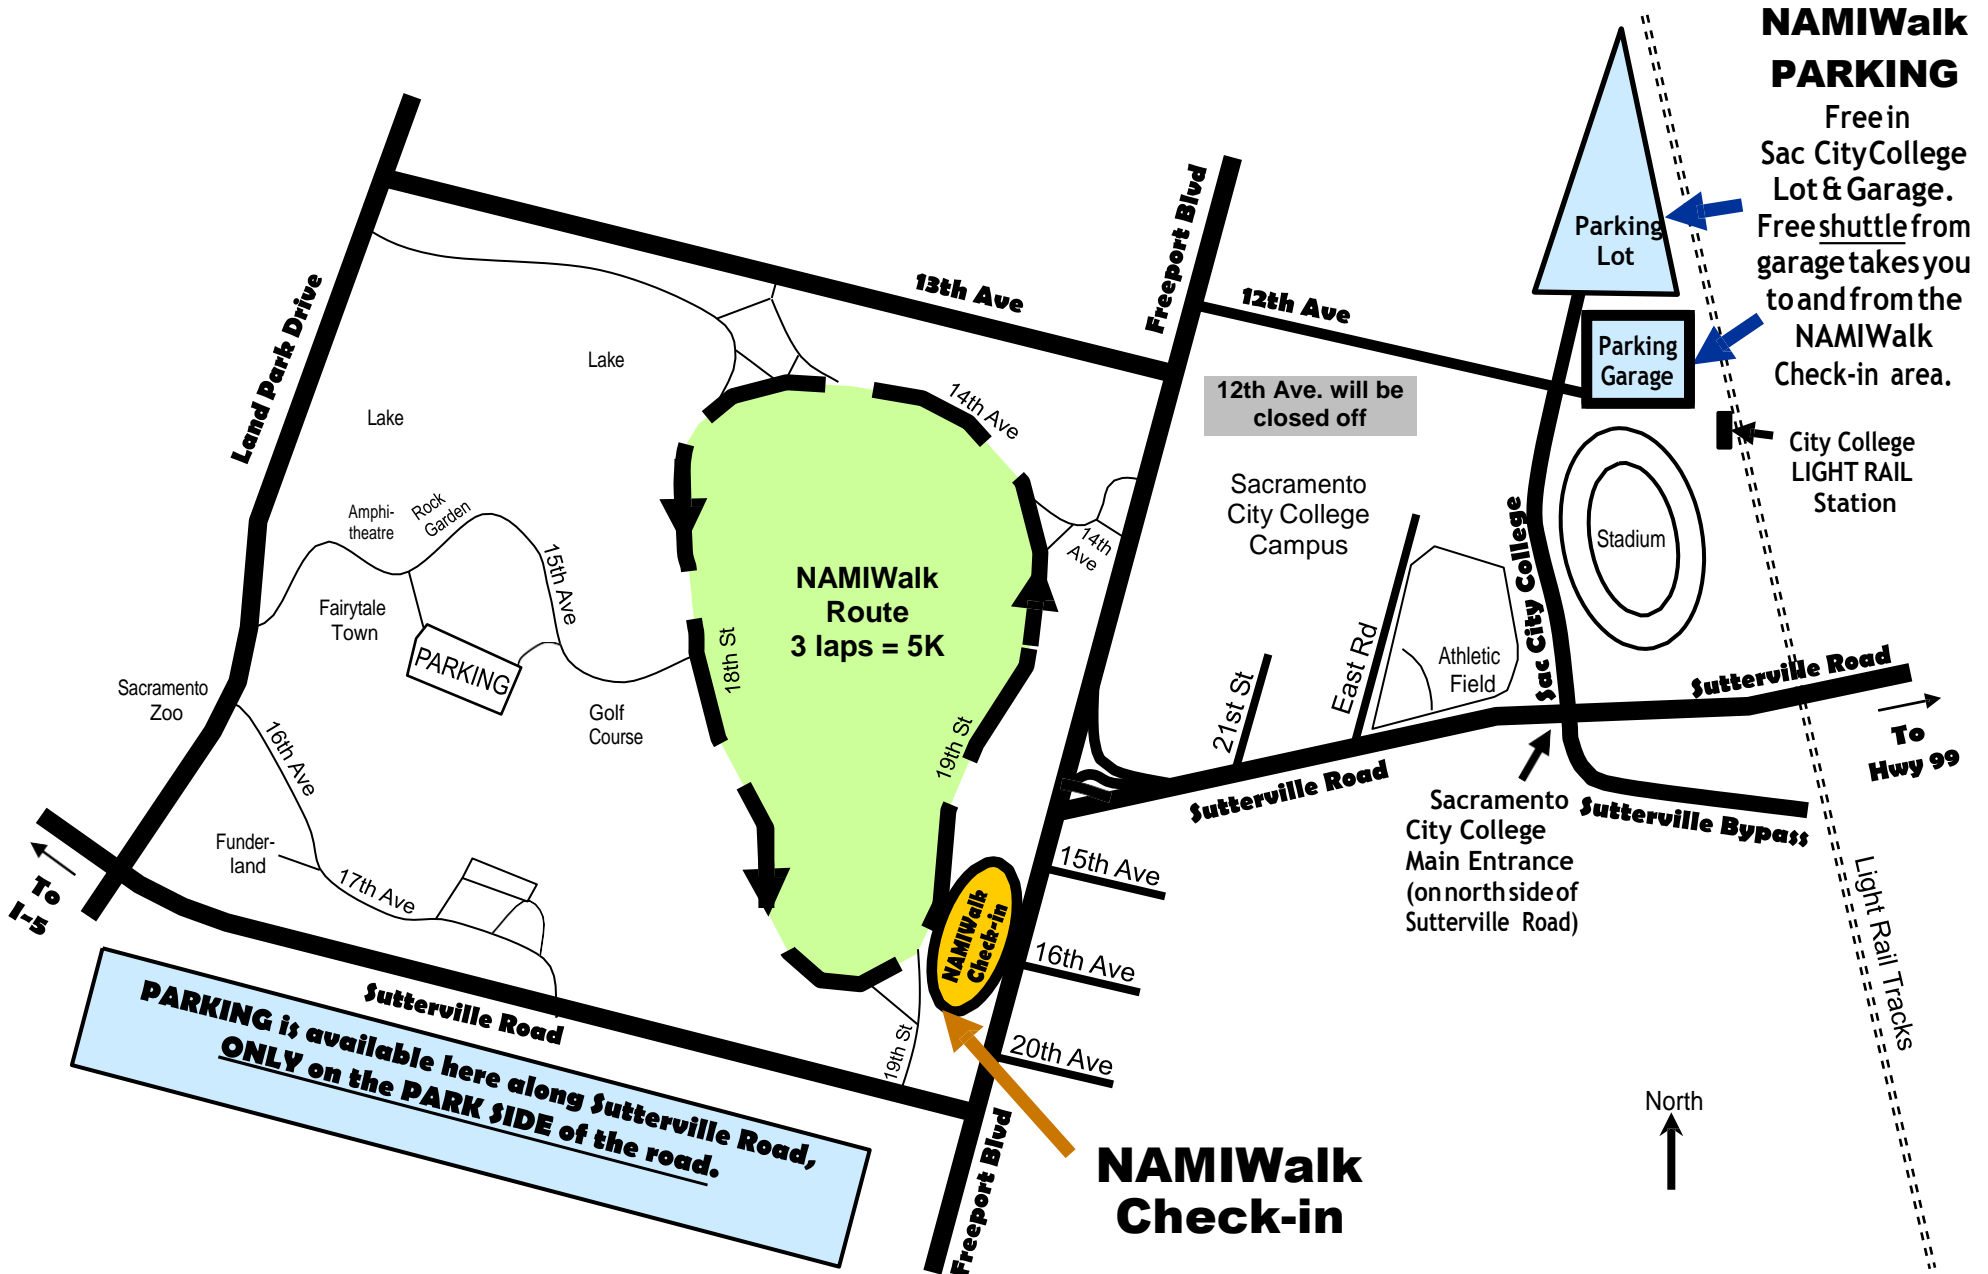 NAMIWalk
PARKING
Free in
Sac City College
Lot & Garage.
Free shuttle from
garage takes you
to and from the
NAMIWalk
Check-in area.
City College
LIGHT RAIL
Station
Parking
Lot
Parking
Garage
Stadium
Freeport Blvd
12th Ave
13th Ave
Land Park Drive
12th Ave. will be
closed off
Sacramento
City College
Campus
Lake
Lake
14th Ave
14th
Ave
Amphi-
theatre
Rock
Garden
15th Ave
Fairytale
Town
PARKING
NAMIWalk
Route
3 laps = 5K
18th St
19th St
Sacramento
Zoo
Golf
Course
16th Ave
Funder-
land
17th Ave
21st St
East Rd
Athletic
Field
Sac City College
Sutterville Road
To
Hwy 99
Sutterville Road
Sacramento
City College
Main Entrance
(on north side of
Sutterville Road)
Sutterville Bypass
Light Rail Tracks
15th Ave
16th Ave
20th Ave
NAMIWalk
Check-in
19th St
To
I-5
Sutterville Road
PARKING is available here along Sutterville Road,
ONLY on the PARK SIDE of the road.
Freeport Blvd
NAMIWalk
Check-in
North